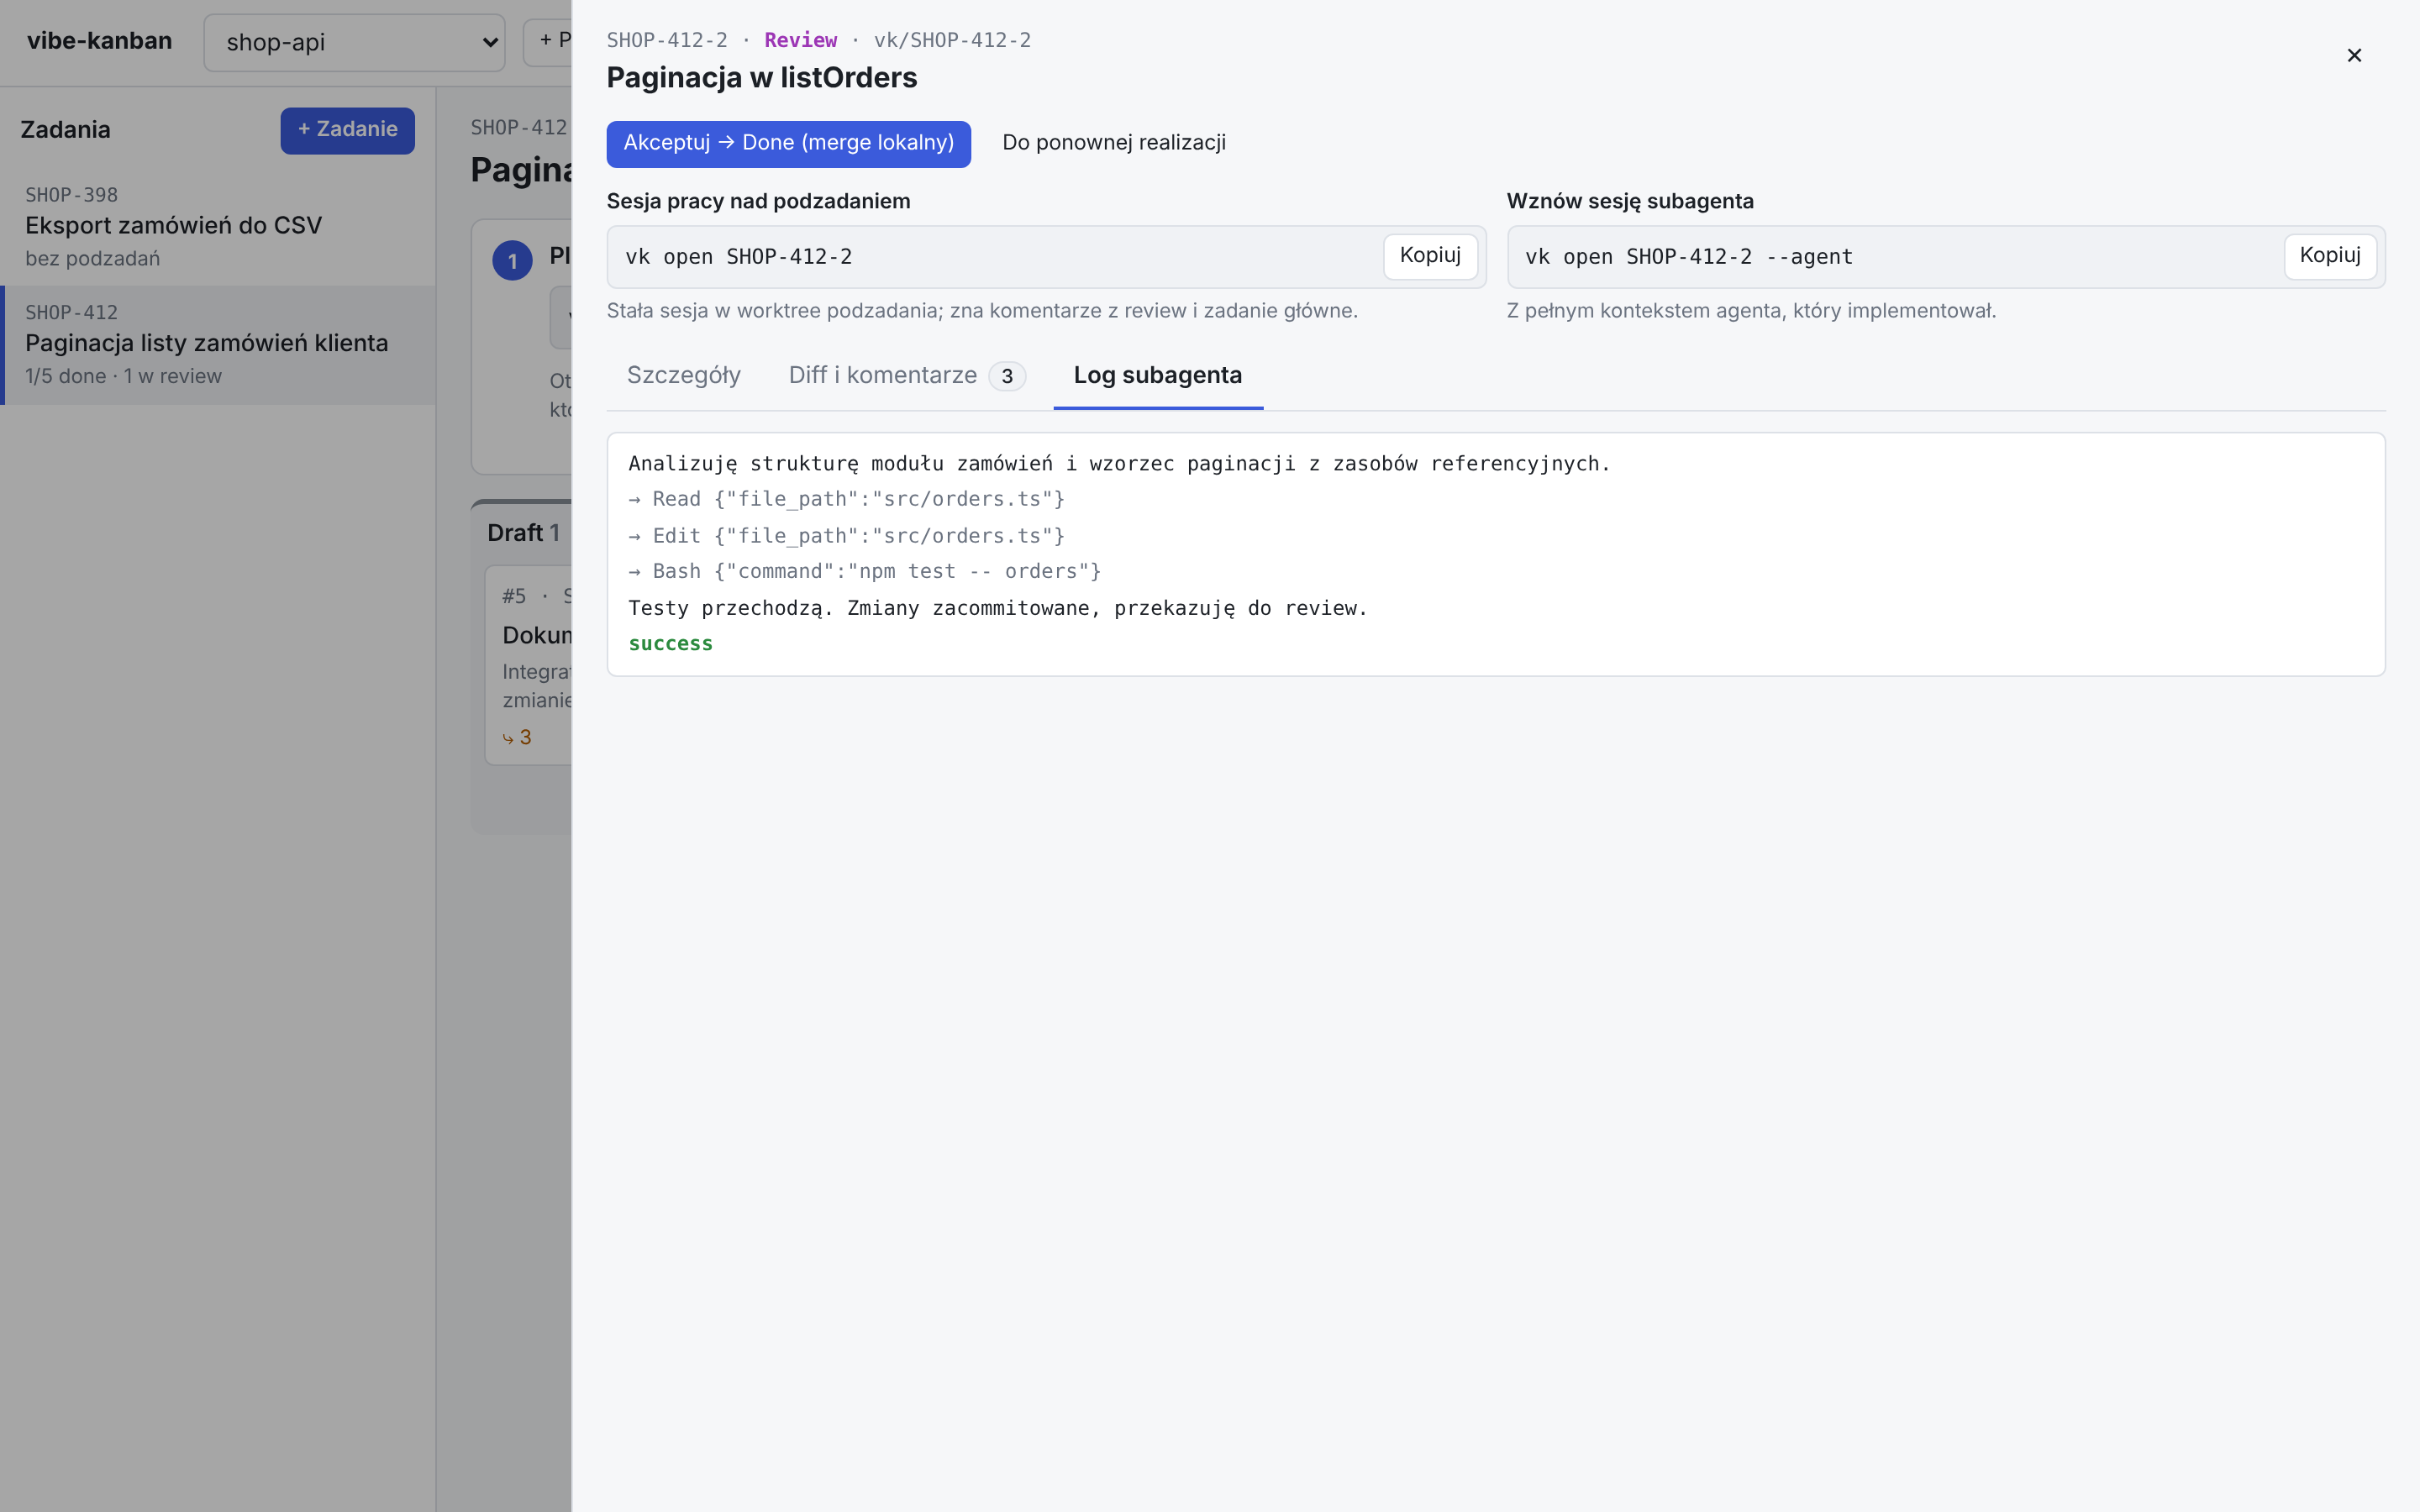 vibe-kanban
shop-api
+ P
Zadania
+ Zadanie
SHOP-398
Eksport zamówień do CSV
bez podzadań
SHOP-412
Paginacja listy zamówień klienta
1/5 done · 1 w review
SHOP-412
Pagina
1
Pl
Ot
kto
Draft 1
#5 · S
Dokum
Integrat
zmianie
⤷ 3
SHOP-412-2 · Review · vk/SHOP-412-2
Paginacja w listOrders
✕
Akceptuj → Done (merge lokalny)
Do ponownej realizacji
Sesja pracy nad podzadaniem
vk open SHOP-412-2
Kopiuj
Stała sesja w worktree podzadania; zna komentarze z review i zadanie główne.
Wznów sesję subagenta
vk open SHOP-412-2 --agent
Kopiuj
Z pełnym kontekstem agenta, który implementował.
Szczegóły
Diff i komentarze 3
Log subagenta
Analizuję strukturę modułu zamówień i wzorzec paginacji z zasobów referencyjnych.
→ Read {"file_path":"src/orders.ts"}
→ Edit {"file_path":"src/orders.ts"}
→ Bash {"command":"npm test -- orders"}
Testy przechodzą. Zmiany zacommitowane, przekazuję do review.
success